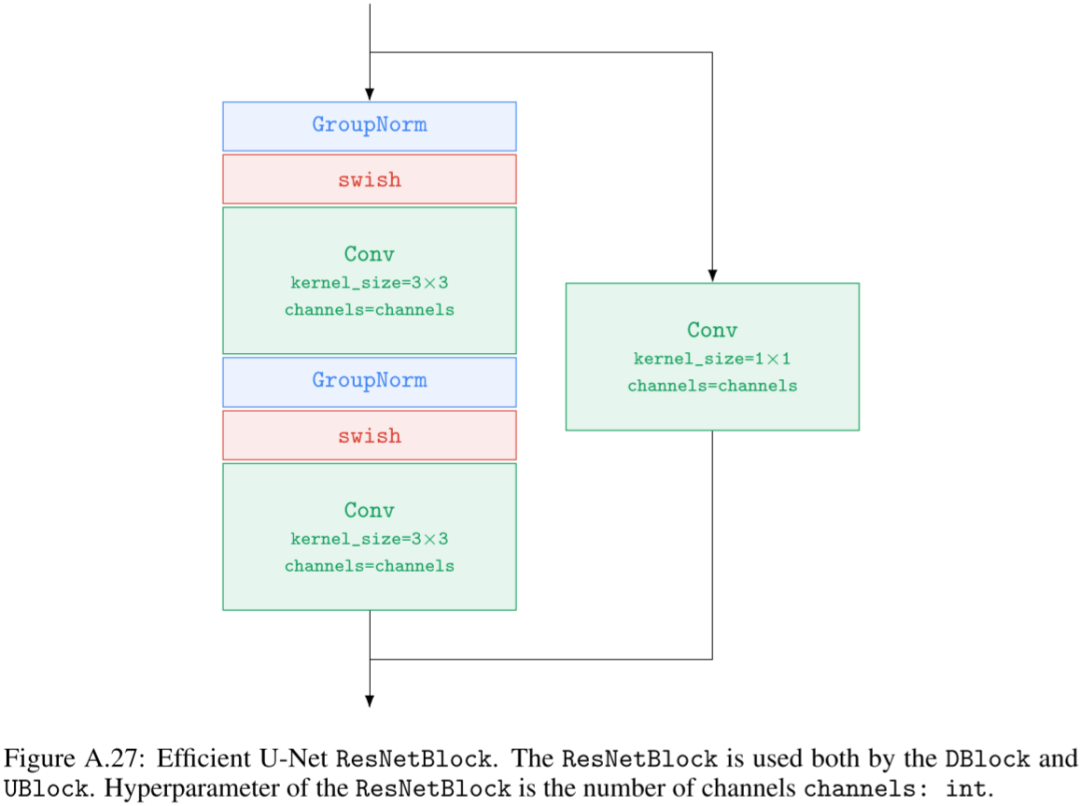 GroupNorm
swish
Conv
kernel_size=3×3
channels=channels
GroupNorm
swish
Conv
kernel_size=3×3
channels=channels
Conv
kernel_size=1×1
channels=channels
Figure A.27: Efficient U-Net ResNetBlock. The ResNetBlock is used both by the DBlock and
UBlock. Hyperparameter of the ResNetBlock is the number of channels channels: int.